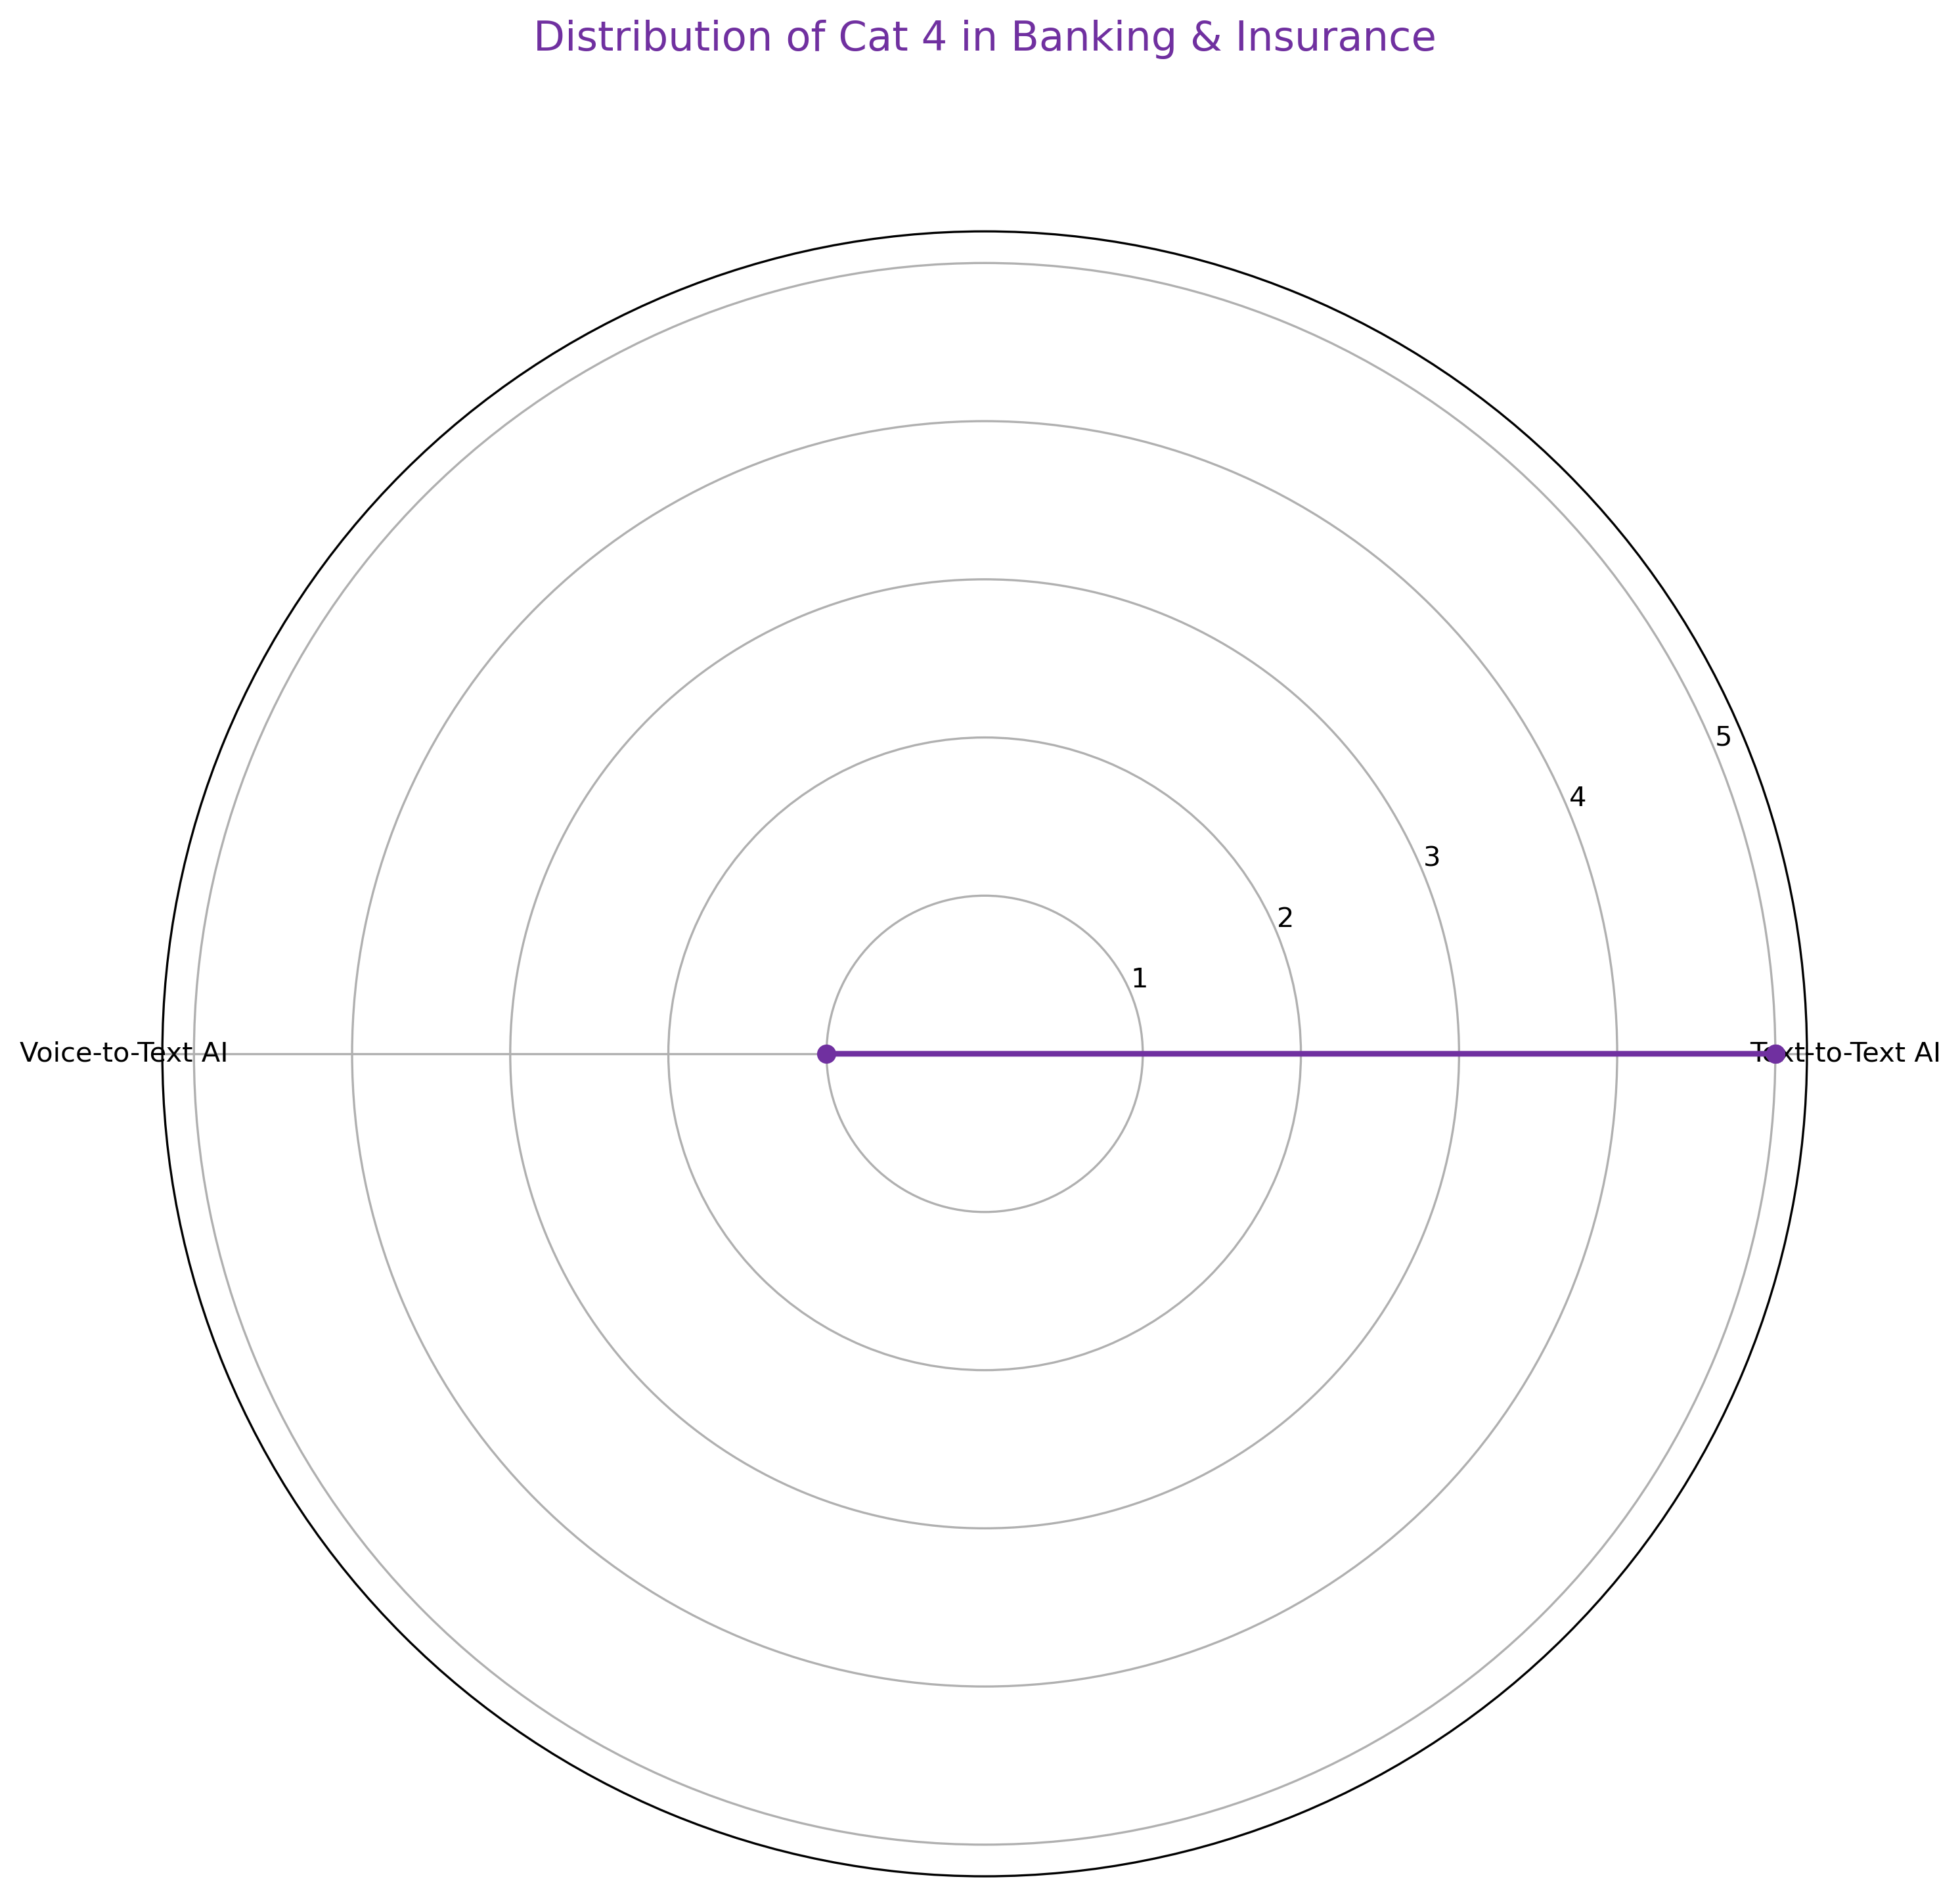 Distribution of Cat 4 in Banking & Insurance
5
4
3
2
1
Voice-to-Text AI
Text-to-Text AI